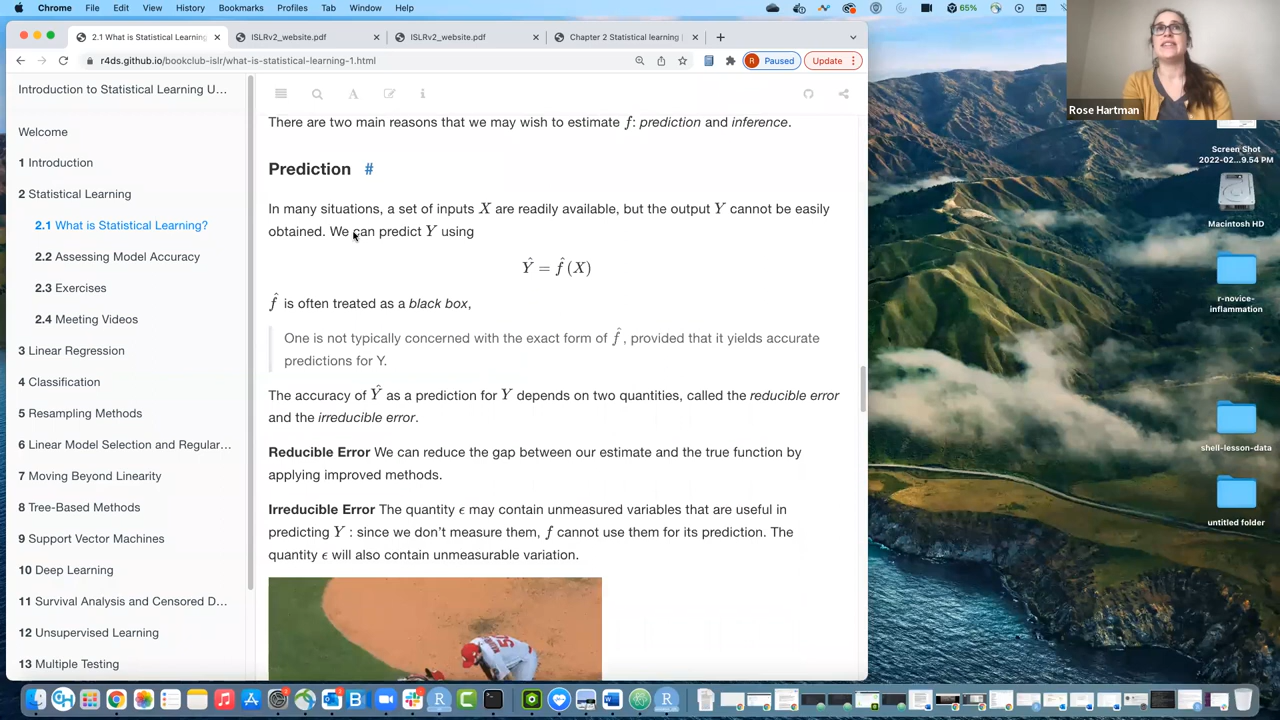 Chrome File Edit View History Bookmarks Profiles Tab Window Help 65%
2.1 What is Statistical Learning
ISLRv2_website.pdf
ISLRv2_website.pdf
Chapter 2 Statistical learning
r4ds.github.io/bookclub-islr/what-is-statistical-learning-1.html
R Paused
Update
Introduction to Statistical Learning U...
Welcome
1 Introduction
2 Statistical Learning
2.1 What is Statistical Learning?
2.2 Assessing Model Accuracy
2.3 Exercises
2.4 Meeting Videos
3 Linear Regression
4 Classification
5 Resampling Methods
6 Linear Model Selection and Regular...
7 Moving Beyond Linearity
8 Tree-Based Methods
9 Support Vector Machines
10 Deep Learning
11 Survival Analysis and Censored D...
12 Unsupervised Learning
13 Multiple Testing
There are two main reason that we may wish to estimate f: prediction and inference.
Prediction #
In many situations, a set of inputs X are readily available, but the output Y cannot be easily
obtained. We can predict Y using
Ŷ = f̂ (X)
f̂ is often treated as a black box,
One is not typically concerned with the exact form of f̂ , provided that it yields accurate
predictions for Y.
The accuracy of Ŷ as a prediction for Y depends on two quantities, called the reducible error
and the irreducible error.
Reducible Error We can reduce the gap between our estimate and the true function by
applying improved methods.
Irreducible Error The quantity ϵ may contain unmeasured variables that are useful in
predicting Y : since we don't measure them, f cannot use them for its prediction. The
quantity ϵ will also contain unmeasurable variation.
Rose Hartman
Screen Shot
2022-02...9.54 PM
Macintosh HD
r-novice-
inflammation
shell-lesson-data
untitled folder